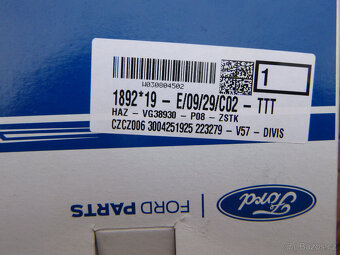 1
W030804502
1892*19 - E/09/29/C02 - TTT
HAZ - VG38930 - P08 - ZSTK
CZCZ006 3004251925 223279 - V57 - DIVIS
Ford
FORD PARTS